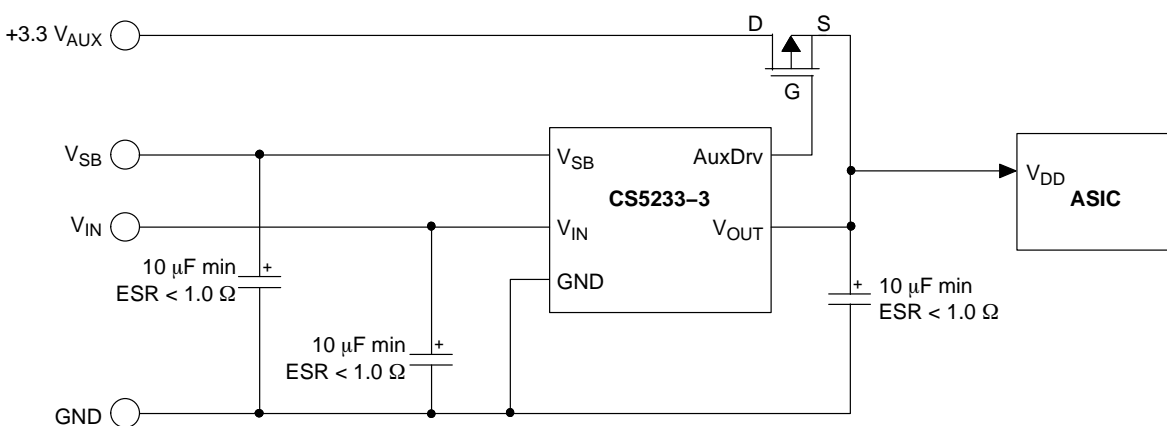 D S
+3.3 VAUX
G
VSB
VSB AuxDrv
CS5233−3
VDD
ASIC
VIN
VIN VOUT
10 μF min +
ESR < 1.0 Ω
GND
+ 10 μF min
ESR < 1.0 Ω
10 μF min +
ESR < 1.0 Ω
GND